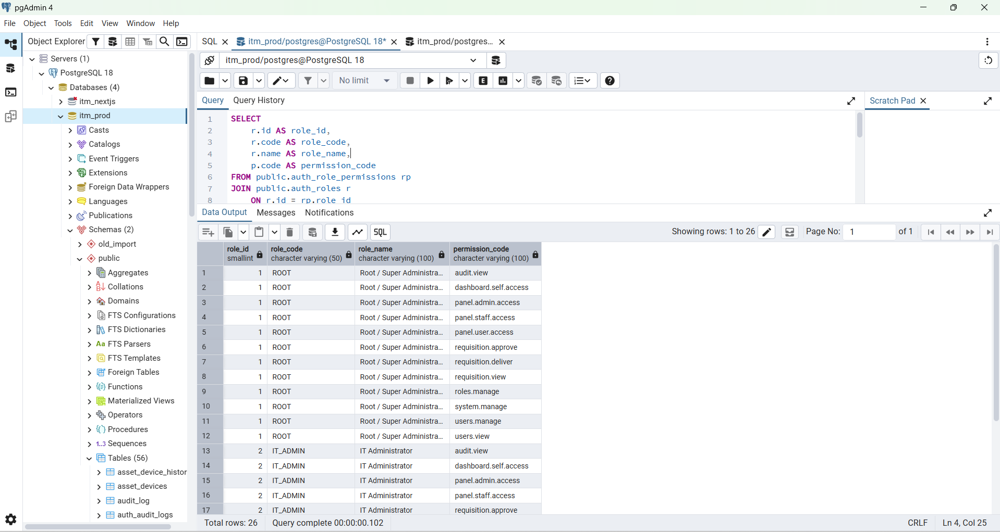 pgAdmin 4
File Object Tools Edit View Window Help
Object Explorer
Servers (1)
PostgreSQL 18
Databases (4)
itm_nextjs
itm_prod
Casts
Catalogs
Event Triggers
Extensions
Foreign Data Wrappers
Languages
Publications
Schemas (2)
old_import
public
Aggregates
Collations
Domains
FTS Configurations
FTS Dictionaries
Aa FTS Parsers
FTS Templates
Foreign Tables
Functions
Materialized Views
Operators
Procedures
1..3 Sequences
Tables (56)
asset_device_histor
asset_devices
audit_log
auth_audit_logs
SQL itm_prod/postgres@PostgreSQL 18* itm_prod/postgres...
itm_prod/postgres@PostgreSQL 18
No limit E
Query Query History
1 SELECT
2 r.id AS role_id,
3 r.code AS role_code,
4 r.name AS role_name,
5 p.code AS permission_code
6 FROM public.auth_role_permissions rp
7 JOIN public.auth_roles r
8 ON r.id = rp.role_id
Scratch Pad
Data Output Messages Notifications
SQL Showing rows: 1 to 26 Page No: 1 of 1
role_id role_code role_name permission_code
smallint character varying (50) character varying (100) character varying (100)
1 1 ROOT Root / Super Administra... audit.view
2 1 ROOT Root / Super Administra... dashboard.self.access
3 1 ROOT Root / Super Administra... panel.admin.access
4 1 ROOT Root / Super Administra... panel.staff.access
5 1 ROOT Root / Super Administra... panel.user.access
6 1 ROOT Root / Super Administra... requisition.approve
7 1 ROOT Root / Super Administra... requisition.deliver
8 1 ROOT Root / Super Administra... requisition.view
9 1 ROOT Root / Super Administra... roles.manage
10 1 ROOT Root / Super Administra... system.manage
11 1 ROOT Root / Super Administra... users.manage
12 1 ROOT Root / Super Administra... users.view
13 2 IT_ADMIN IT Administrator audit.view
14 2 IT_ADMIN IT Administrator dashboard.self.access
15 2 IT_ADMIN IT Administrator panel.admin.access
16 2 IT_ADMIN IT Administrator panel.staff.access
17 2 IT_ADMIN IT Administrator requisition.approve
Total rows: 26 Query complete 00:00:00.102 CRLF Ln 4, Col 25